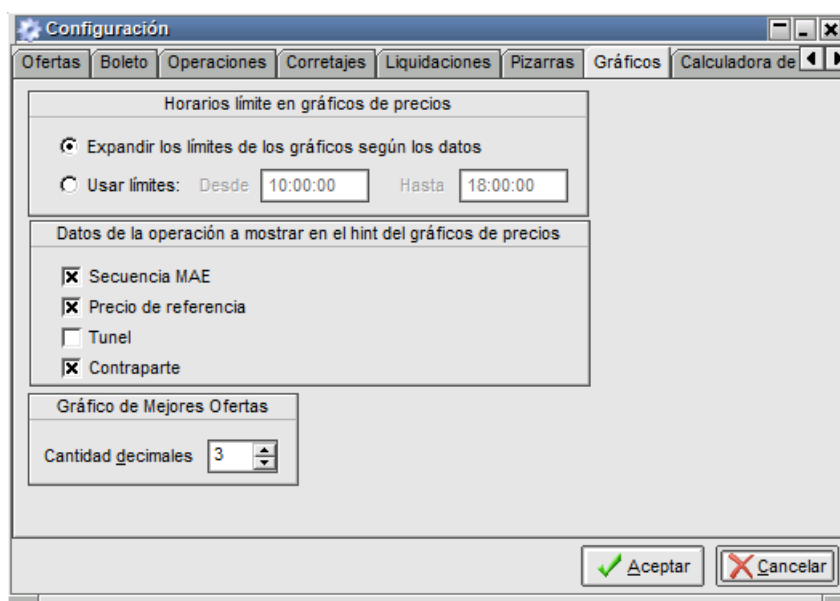 Configuración
Ofertas Boleto Operaciones Corretajes Liquidaciones Pizarras Gráficos Calculadora de
Horarios límite en gráficos de precios
Expandir los límites de los gráficos según los datos
Usar límites: Desde 10:00:00 Hasta 18:00:00
Datos de la operación a mostrar en el hint del gráficos de precios
Secuencia MAE
Precio de referencia
Tunel
Contraparte
Gráfico de Mejores Ofertas
Cantidad decimales 3
Aceptar Cancelar